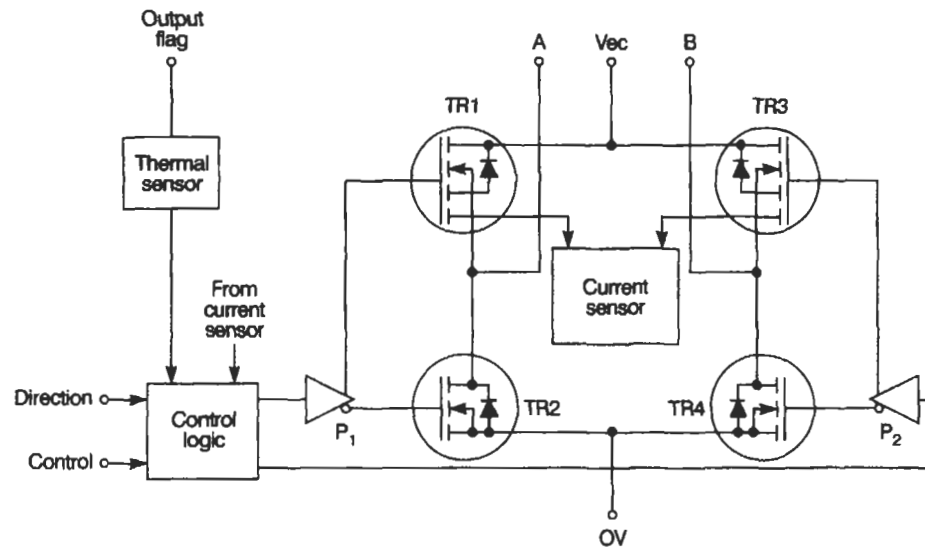 Output
flag
A
Vec
B
TR1
TR3
Thermal
sensor
From
current
sensor
Current
sensor
Direction
Control
logic
Control
P1
TR2
TR4
P2
OV